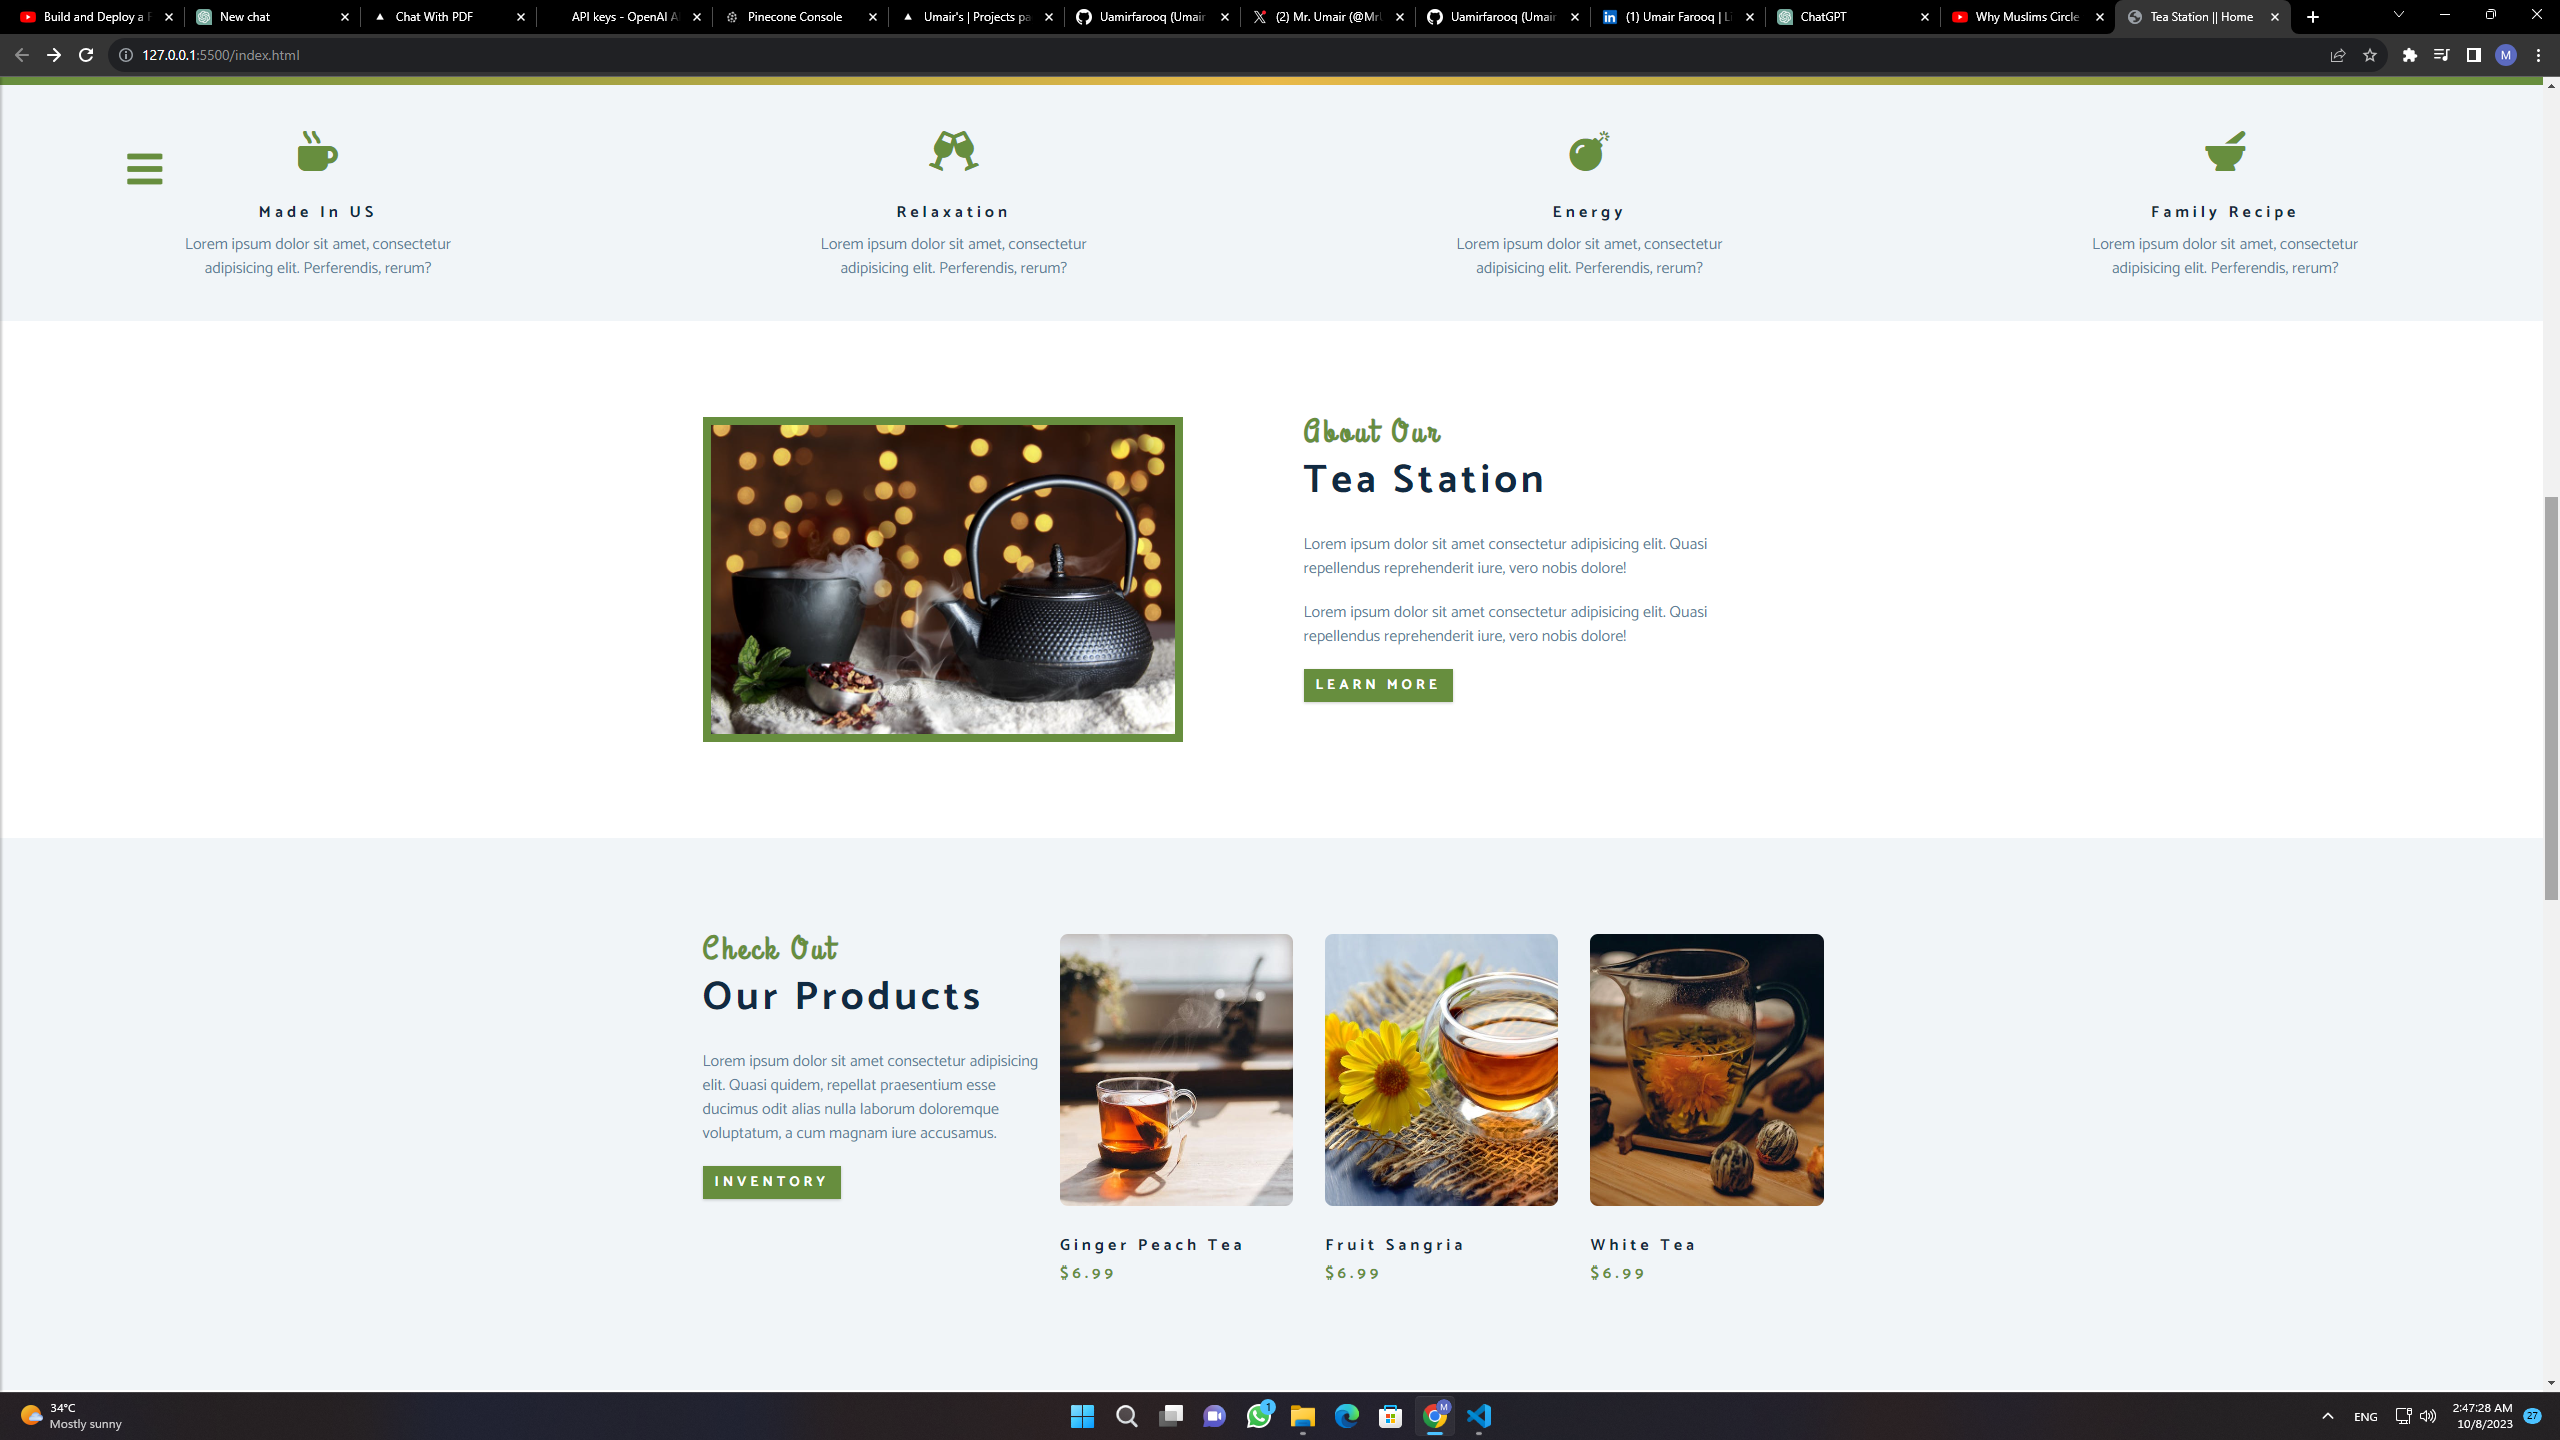 Build and Deploy a F
New chat
Chat With PDF
API keys - OpenAI A
Pinecone Console
Umair's | Projects pa
Uamirfarooq (Umair
(2) Mr. Umair (@Mr
Uamirfarooq (Umair
(1) Umair Farooq | Li
ChatGPT
Why Muslims Circle
Tea Station || Home
127.0.0.1:5500/index.html
M
Made In US
Lorem ipsum dolor sit amet, consectetur
adipisicing elit. Perferendis, rerum?
Relaxation
Lorem ipsum dolor sit amet, consectetur
adipisicing elit. Perferendis, rerum?
Energy
Lorem ipsum dolor sit amet, consectetur
adipisicing elit. Perferendis, rerum?
Family Recipe
Lorem ipsum dolor sit amet, consectetur
adipisicing elit. Perferendis, rerum?
About Our
Tea Station
Lorem ipsum dolor sit amet consectetur adipisicing elit. Quasi
repellendus reprehenderit iure, vero nobis dolore!
Lorem ipsum dolor sit amet consectetur adipisicing elit. Quasi
repellendus reprehenderit iure, vero nobis dolore!
LEARN MORE
Check Out
Our Products
Lorem ipsum dolor sit amet consectetur adipisicing
elit. Quasi quidem, repellat praesentium esse
ducimus odit alias nulla laborum doloremque
voluptatum, a cum magnam iure accusamus.
INVENTORY
Ginger Peach Tea
$6.99
Fruit Sangria
$6.99
White Tea
$6.99
34°C
Mostly sunny
1
M
ENG
2:47:28 AM
10/8/2023
27